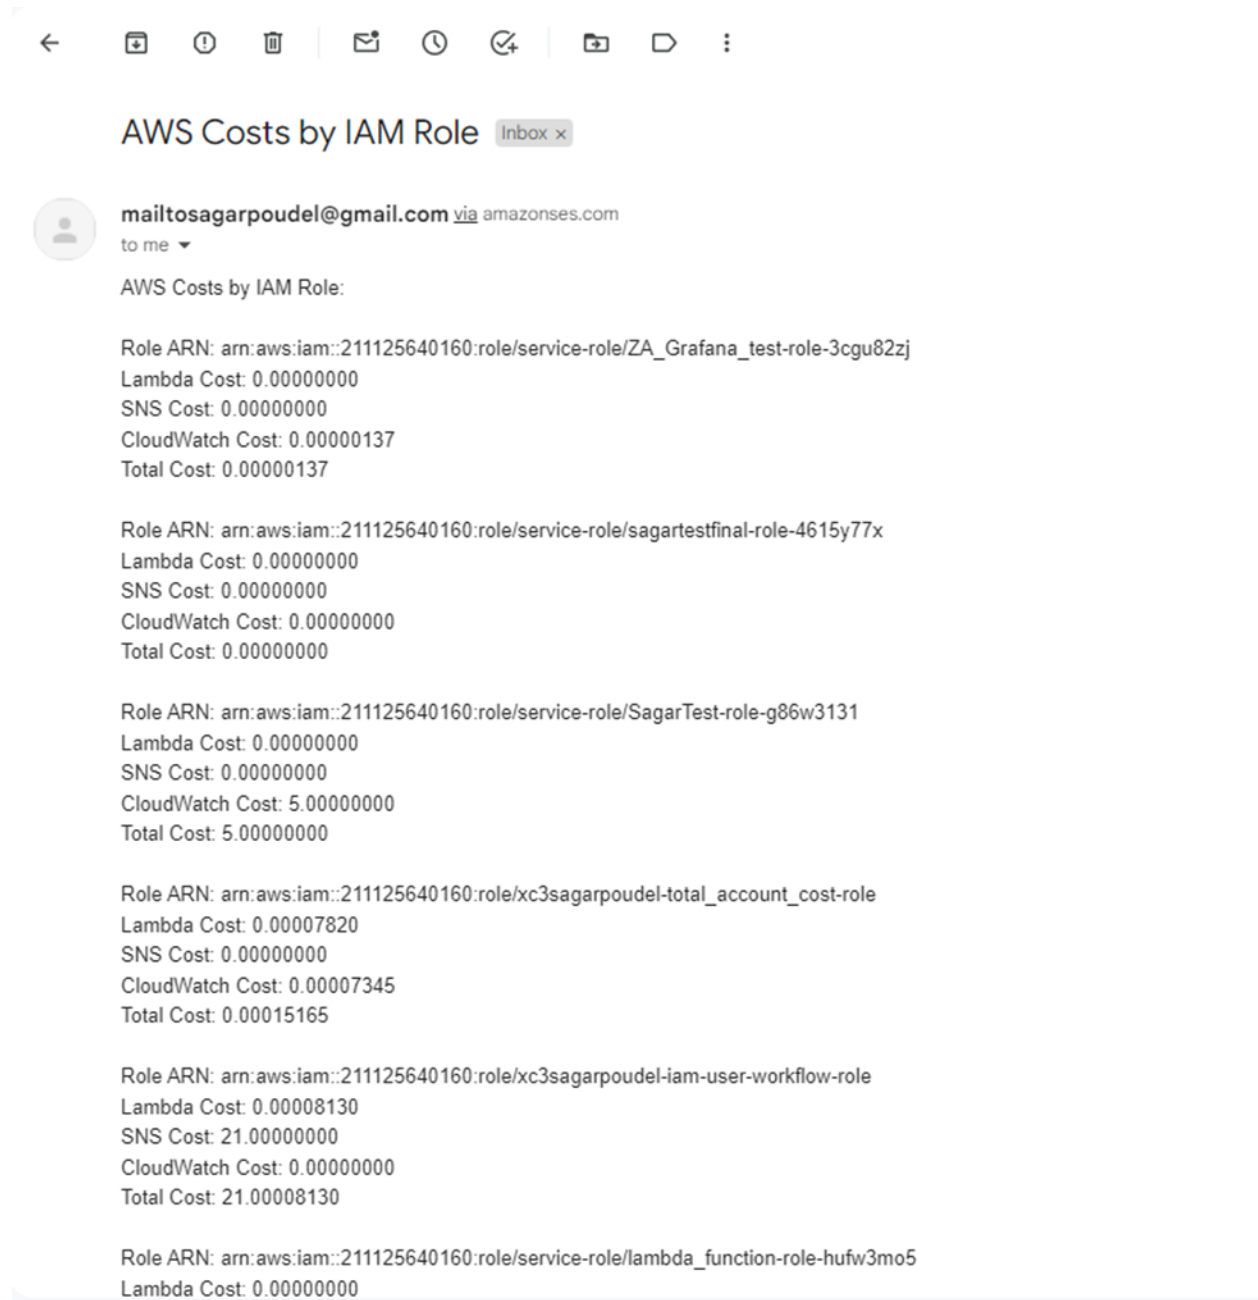 AWS Costs by IAM Role Inbox ×
mailtosagarpoudel@gmail.com via amazonses.com
to me
AWS Costs by IAM Role:
Role ARN: arn:aws:iam::211125640160:role/service-role/ZA_Grafana_test-role-3cgu82zj
Lambda Cost: 0.00000000
SNS Cost: 0.00000000
CloudWatch Cost: 0.00000137
Total Cost: 0.00000137
Role ARN: arn:aws:iam::211125640160:role/service-role/sagartestfinal-role-4615y77x
Lambda Cost: 0.00000000
SNS Cost: 0.00000000
CloudWatch Cost: 0.00000000
Total Cost: 0.00000000
Role ARN: arn:aws:iam::211125640160:role/service-role/SagarTest-role-g86w3131
Lambda Cost: 0.00000000
SNS Cost: 0.00000000
CloudWatch Cost: 5.00000000
Total Cost: 5.00000000
Role ARN: arn:aws:iam::211125640160:role/xc3sagarpoudel-total_account_cost-role
Lambda Cost: 0.00007820
SNS Cost: 0.00000000
CloudWatch Cost: 0.00007345
Total Cost: 0.00015165
Role ARN: arn:aws:iam::211125640160:role/xc3sagarpoudel-iam-user-workflow-role
Lambda Cost: 0.00008130
SNS Cost: 21.00000000
CloudWatch Cost: 0.00000000
Total Cost: 21.00008130
Role ARN: arn:aws:iam::211125640160:role/service-role/lambda_function-role-hufw3mo5
Lambda Cost: 0.00000000